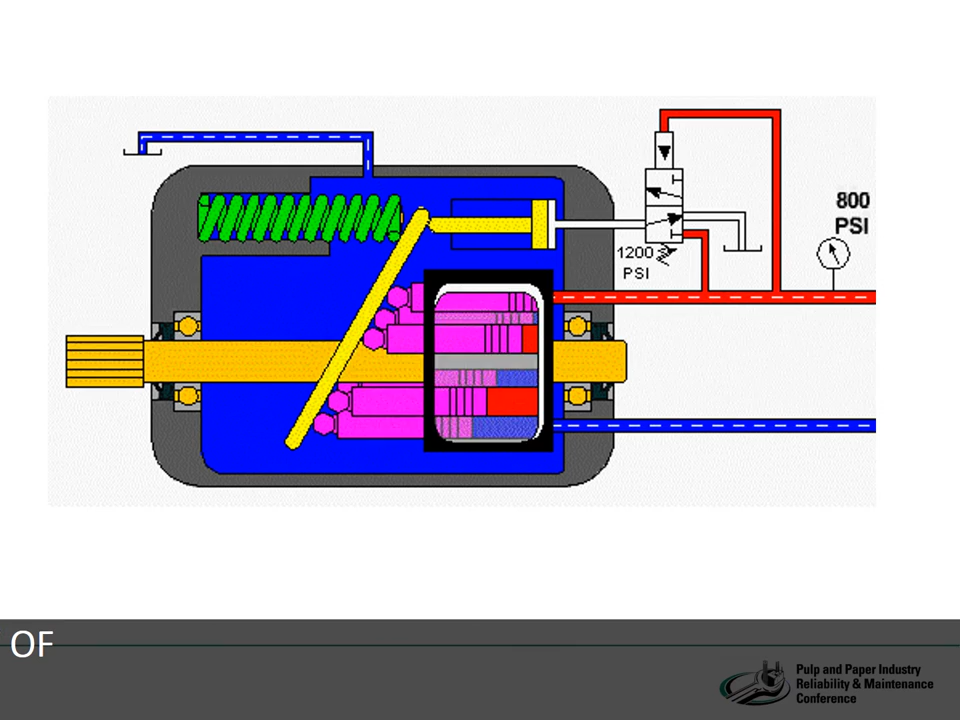 800
PSI
1200
PSI
OF
Pulp and Paper Industry
Reliability & Maintenance
Conference